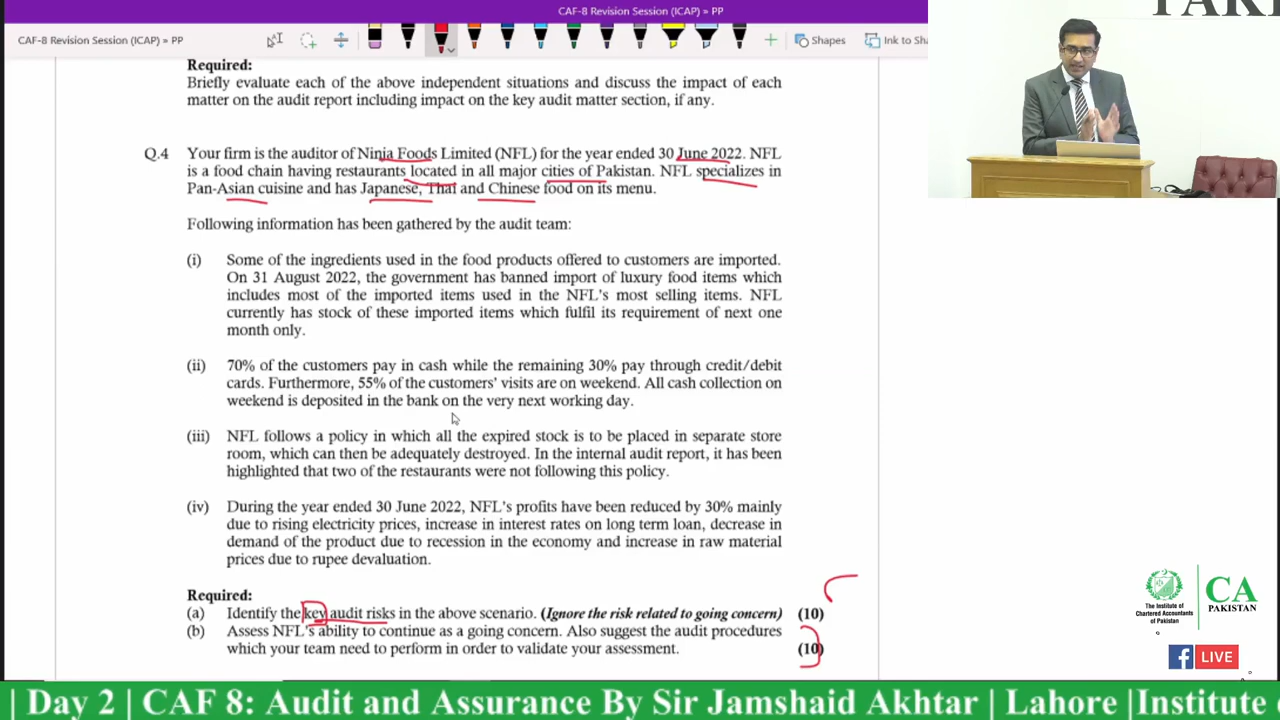 CAF-8 Revision Session (ICAP) » PP
CAF-8 Revision Session (ICAP) » PP
Shapes
Ink to Sha
Required:
Briefly evaluate each of the above independent situations and discuss the impact of each
matter on the audit report including impact on the key audit matter section, if any.
Q.4 Your firm is the auditor of Ninja Foods Limited (NFL) for the year ended 30 June 2022. NFL
is a food chain having restaurants located in all major cities of Pakistan. NFL specializes in
Pan-Asian cuisine and has Japanese, Thai and Chinese food on its menu.
Following information has been gathered by the audit team:
(i) Some of the ingredients used in the food products offered to customers are imported.
On 31 August 2022, the government has banned import of luxury food items which
includes most of the imported items used in the NFL's most selling items. NFL
currently has stock of these imported items which fulfil its requirement of next one
month only.
(ii) 70% of the customers pay in cash while the remaining 30% pay through credit/debit
cards. Furthermore, 55% of the customers' visits are on weekend. All cash collection on
weekend is deposited in the bank on the very next working day.
(iii) NFL follows a policy in which all the expired stock is to be placed in separate store
room, which can then be adequately destroyed. In the internal audit report, it has been
highlighted that two of the restaurants were not following this policy.
(iv) During the year ended 30 June 2022, NFL's profits have been reduced by 30% mainly
due to rising electricity prices, increase in interest rates on long term loan, decrease in
demand of the product due to recession in the economy and increase in raw material
prices due to rupee devaluation.
Required:
(a) Identify the key audit risks in the above scenario. (Ignore the risk related to going concern) (10)
(b) Assess NFL's ability to continue as a going concern. Also suggest the audit procedures
which your team need to perform in order to validate your assessment. (10)
The Institute of
Chartered Accountants
of Pakistan
CA
PAKISTAN
LIVE
| Day 2 | CAF 8: Audit and Assurance By Sir Jamshaid Akhtar | Lahore |Institute